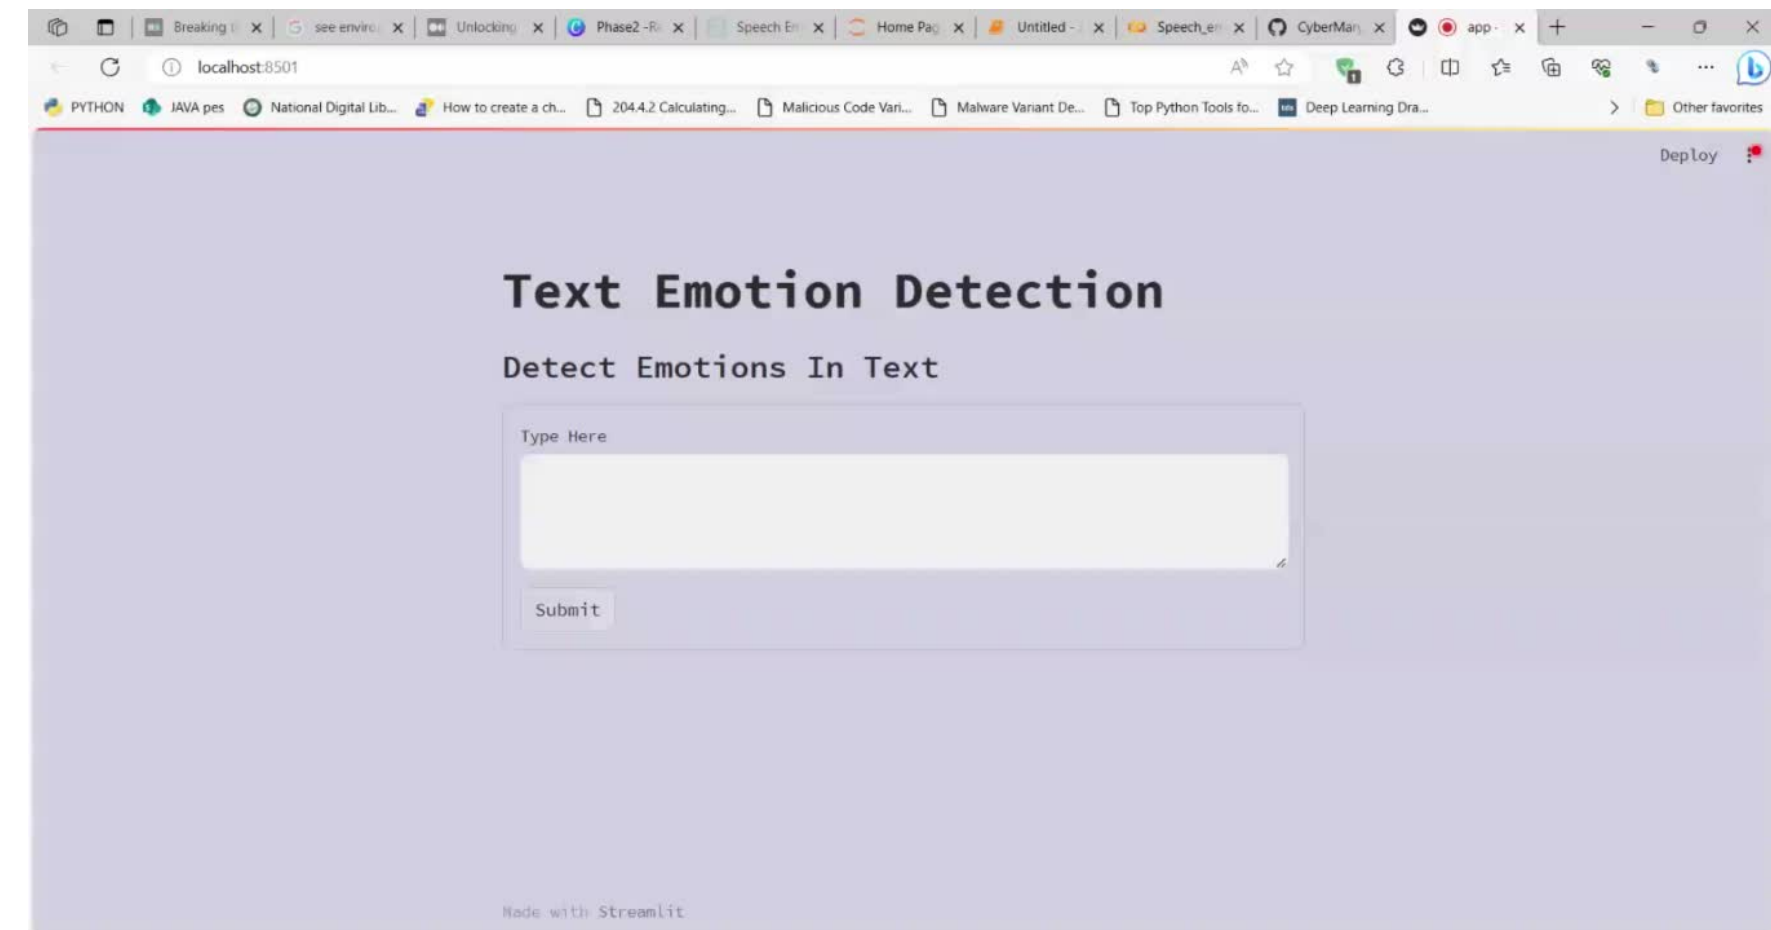 Breaking see enviro Unlocking Phase2 -R Speech En Home Pag Untitled - Speech_en CyberMan app ·
localhost:8501
PYTHON JAVA pes National Digital Lib... How to create a ch... 204.4.2 Calculating... Malicious Code Vari... Malware Variant De... Top Python Tools fo... Deep Learning Dra... Other favorites
Deploy
Text Emotion Detection
Detect Emotions In Text
Type Here
Submit
Made with Streamlit